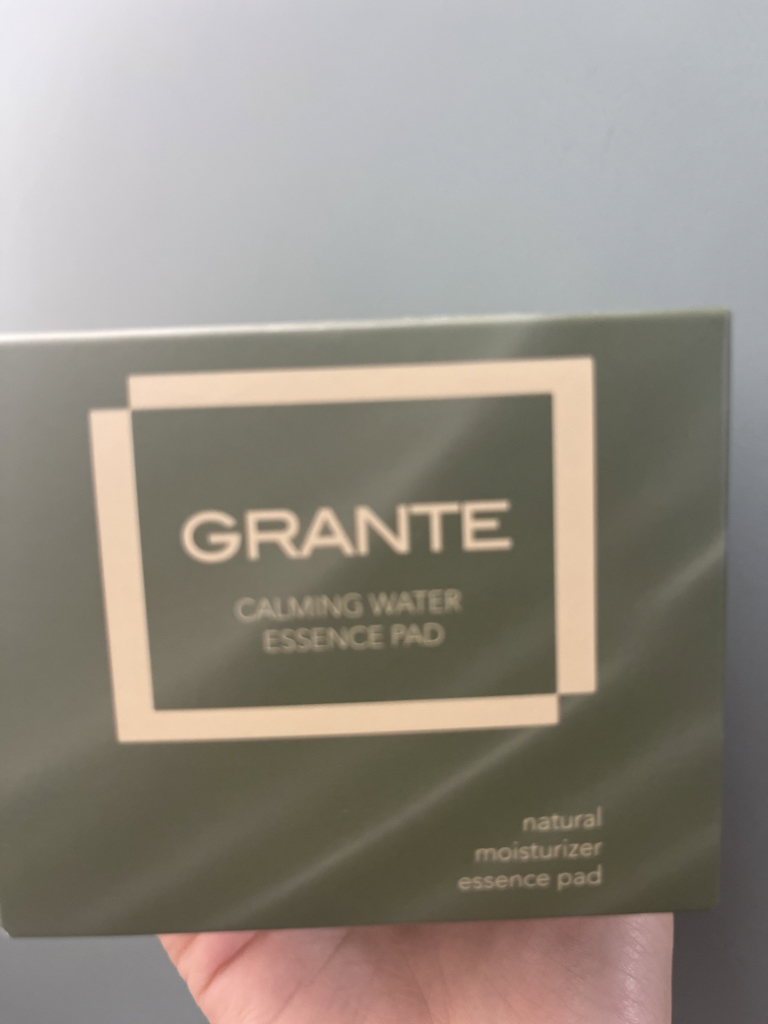 GRANTE
CALMING WATER
ESSENCE PAD
natural
moisturizer
essence pad